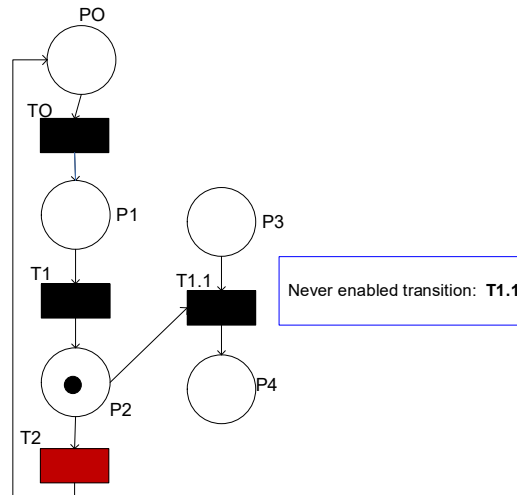 PO
TO
P1
P3
T1
T1.1
Never enabled transition: T1.1
P4
P2
T2